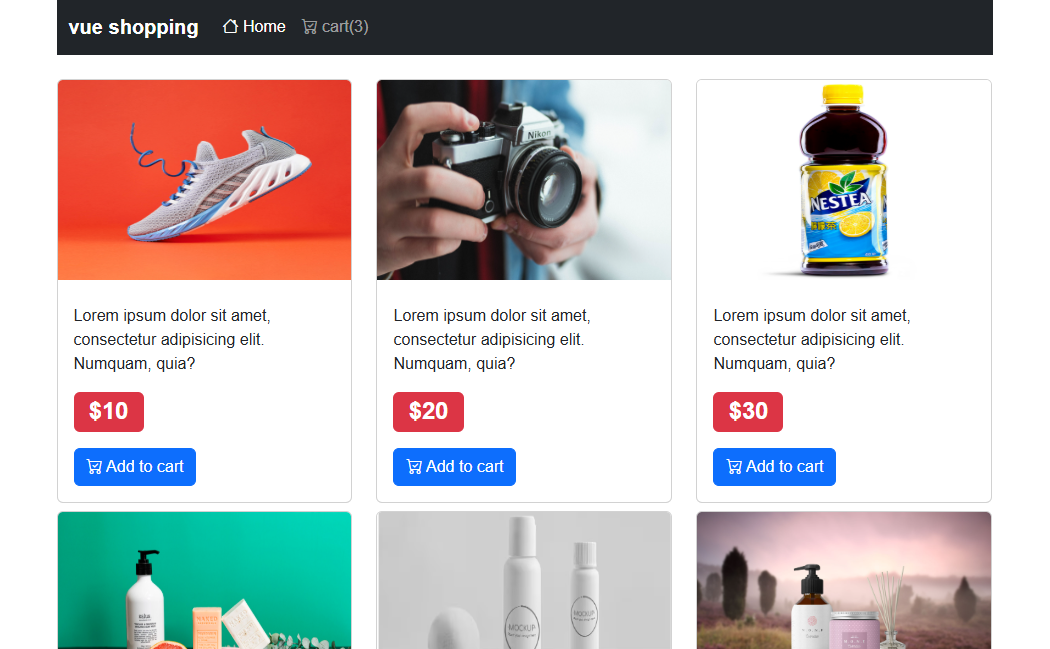 vue shopping Home cart(3)
Nikon
NESTEA
Lorem ipsum dolor sit amet,
consectetur adipisicing elit.
Numquam, quia?
$10
Add to cart
Lorem ipsum dolor sit amet,
consectetur adipisicing elit.
Numquam, quia?
$20
Add to cart
Lorem ipsum dolor sit amet,
consectetur adipisicing elit.
Numquam, quia?
$30
Add to cart
MOCKUP
MOCKUP